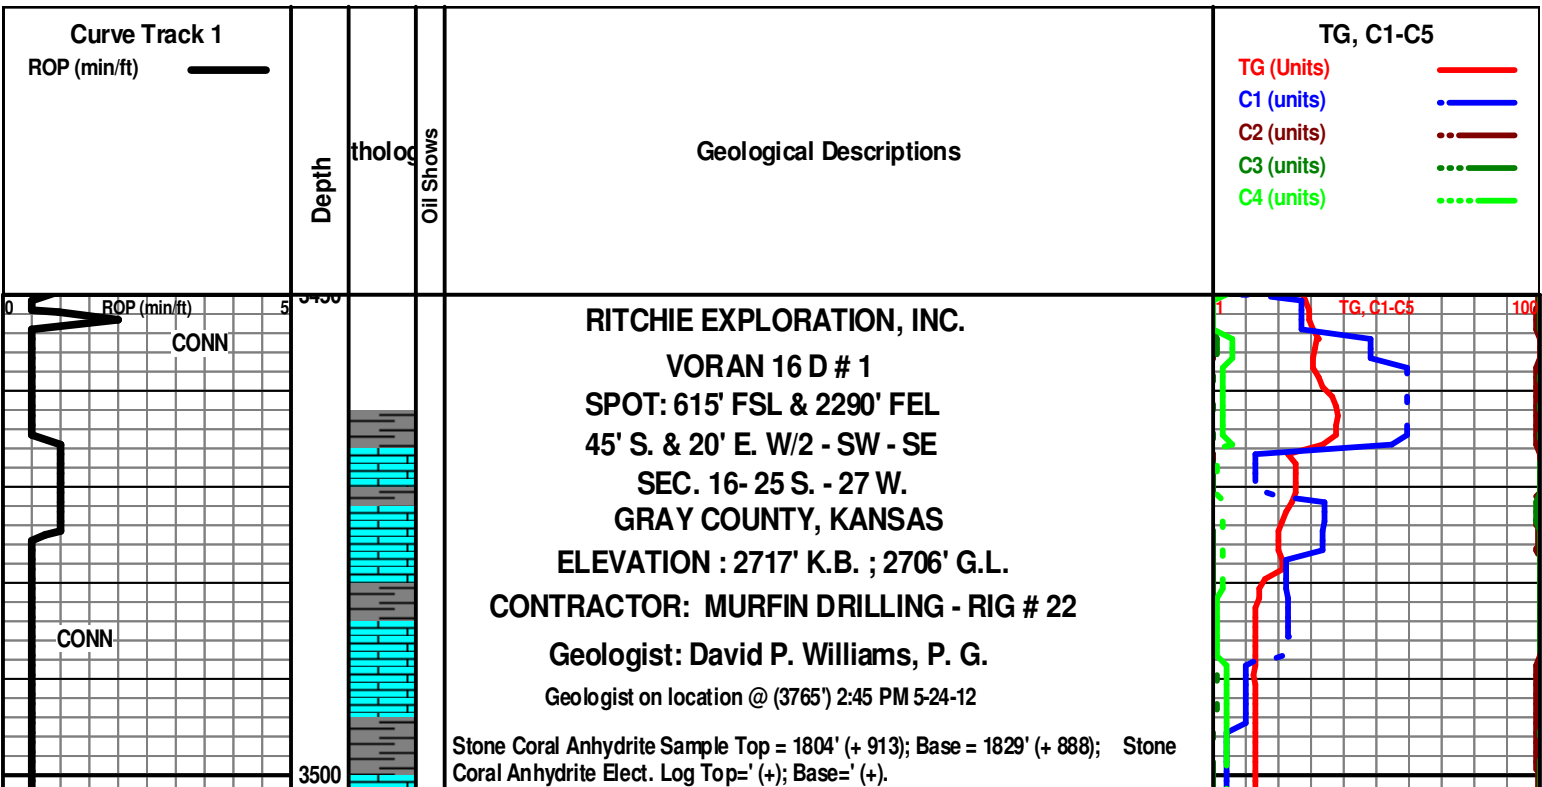 Curve Track 1
ROP (min/ft)
Depth
tholog
Oil Shows
Geological Descriptions
TG, C1-C5
TG (Units)
C1 (units)
C2 (units)
C3 (units)
C4 (units)
0 ROP (min/ft) 5
3450
1 TG, C1-C5 100
CONN
RITCHIE EXPLORATION, INC.
VORAN 16 D # 1
SPOT: 615' FSL & 2290' FEL
45' S. & 20' E. W/2 - SW - SE
SEC. 16- 25 S. - 27 W.
GRAY COUNTY, KANSAS
ELEVATION : 2717' K.B. ; 2706' G.L.
CONTRACTOR: MURFIN DRILLING - RIG # 22
CONN
Geologist: David P. Williams, P. G.
Geologist on location @ (3765') 2:45 PM 5-24-12
Stone Coral Anhydrite Sample Top = 1804' (+ 913); Base = 1829' (+ 888); Stone
Coral Anhydrite Elect. Log Top=' (+); Base=' (+).
3500